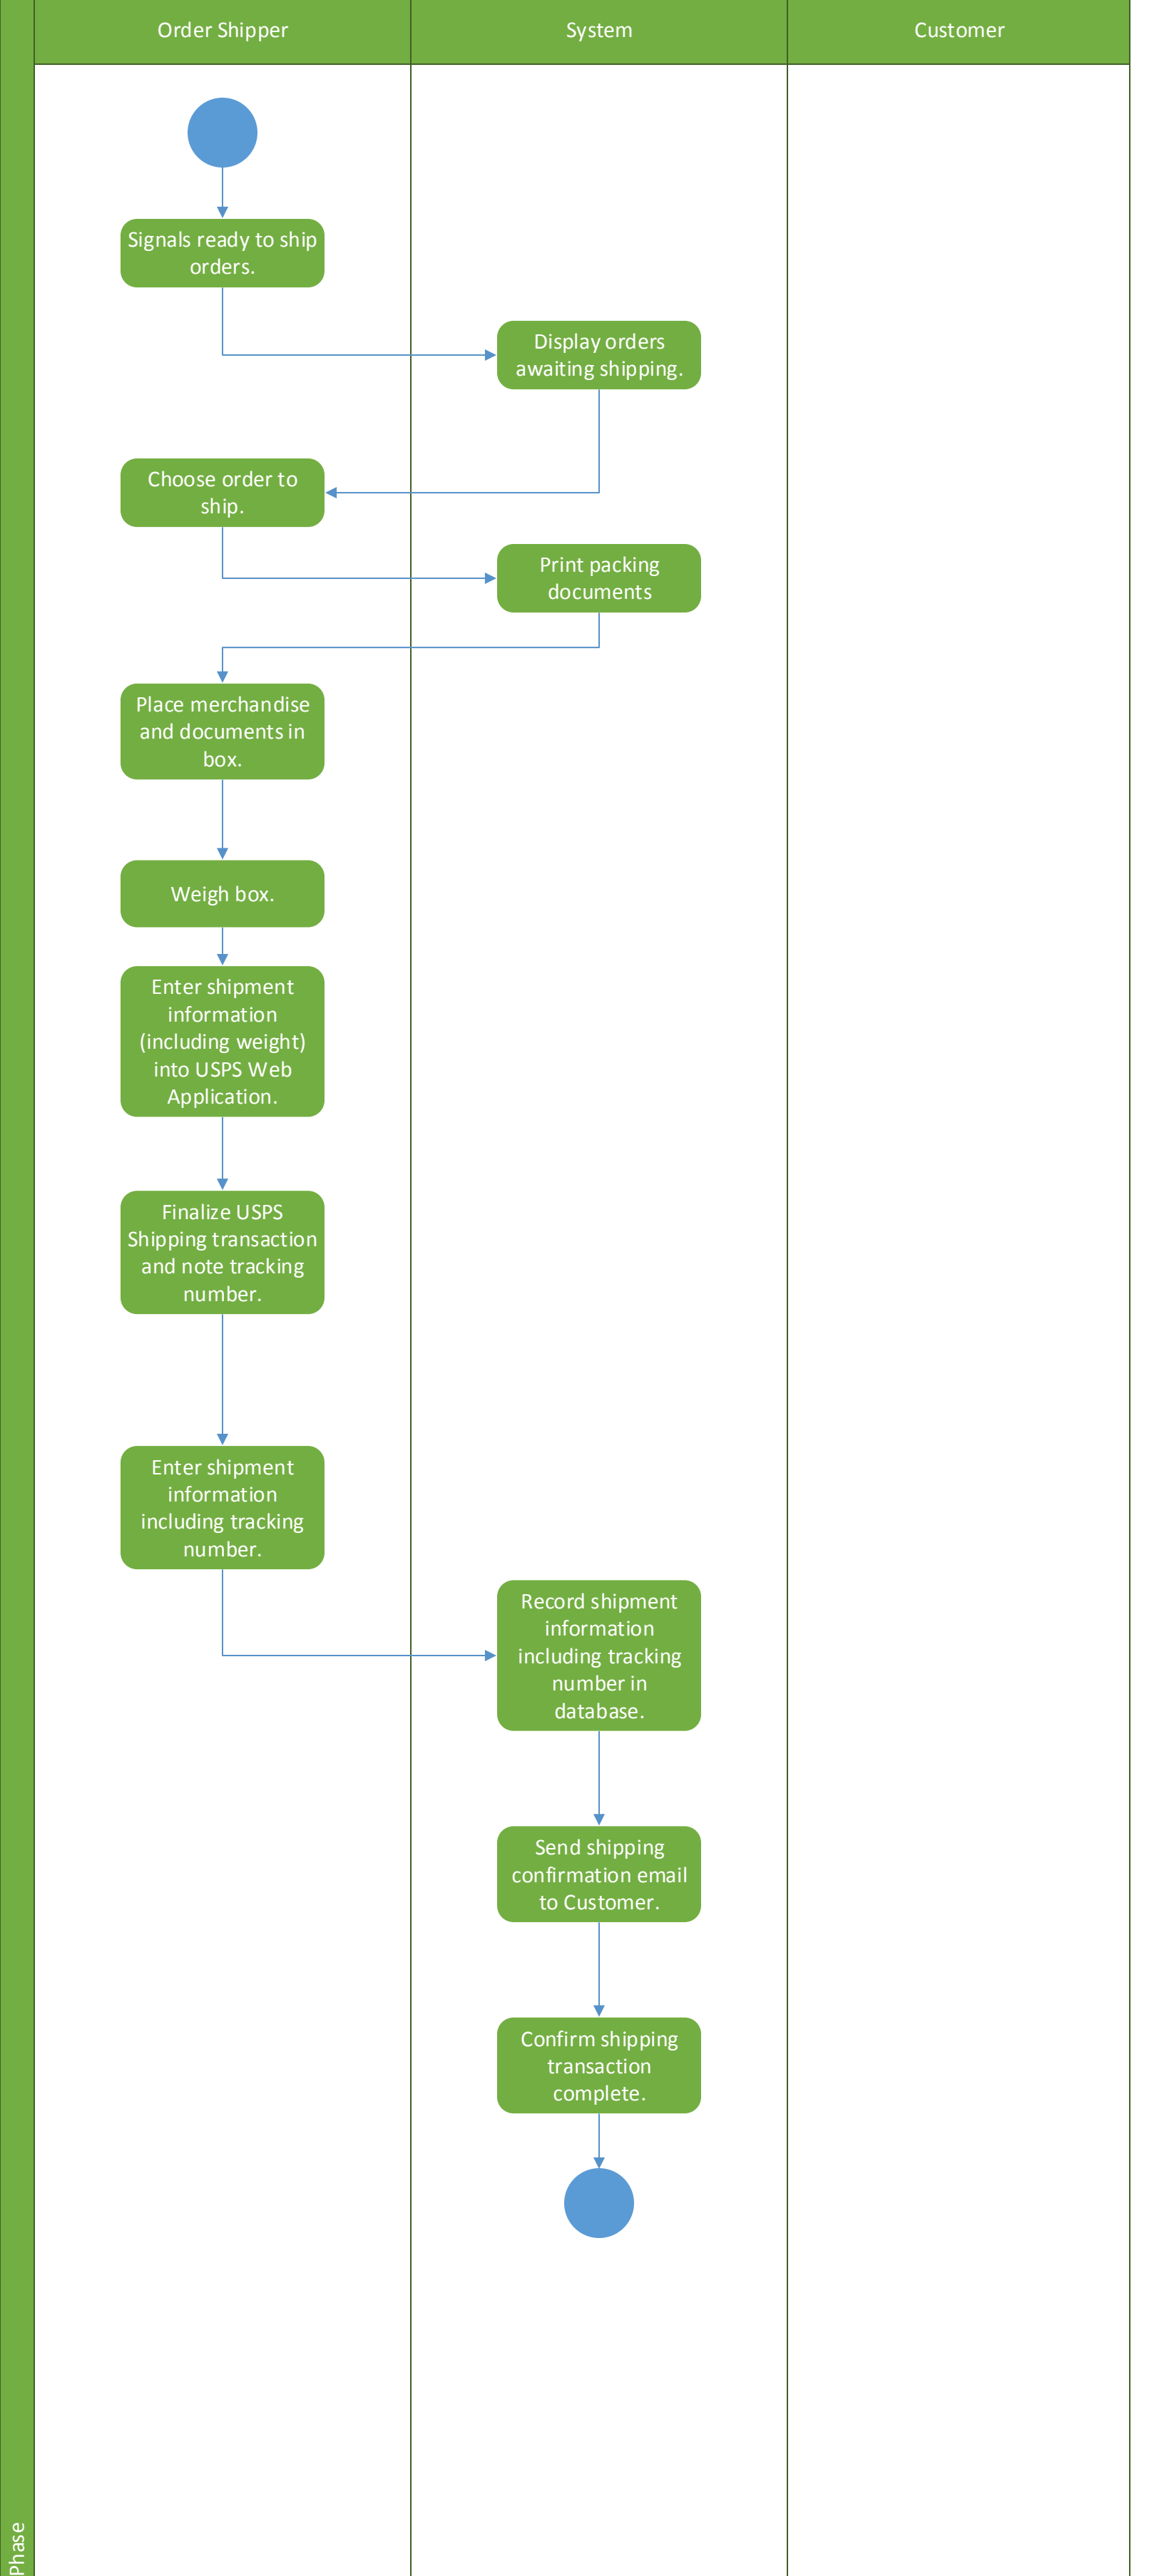 Order Shipper
System
Customer
Signals ready to ship
orders.
Display orders
awaiting shipping.
Choose order to
ship.
Print packing
documents
Place merchandise
and documents in
box.
Weigh box.
Enter shipment
information
(including weight)
into USPS Web
Application.
Finalize USPS
Shipping transaction
and note tracking
number.
Enter shipment
information
including tracking
number.
Record shipment
information
including tracking
number in
database.
Send shipping
confirmation email
to Customer.
Confirm shipping
transaction
complete.
Phase